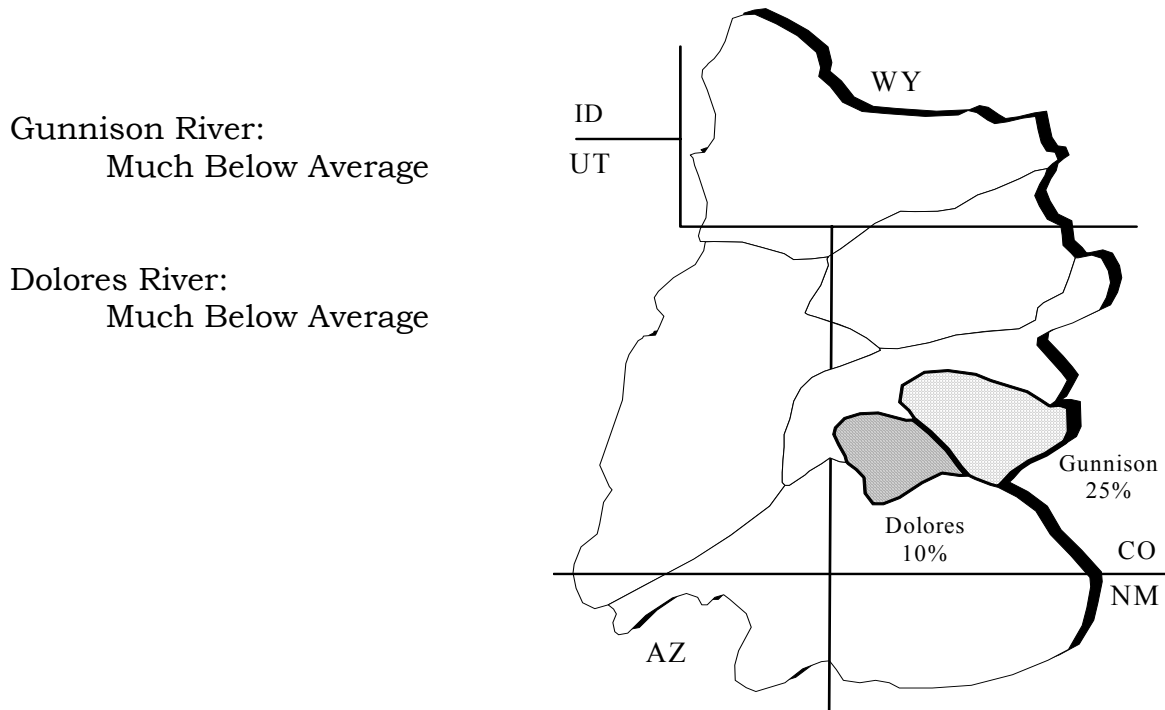 Gunnison River:
Much Below Average
Dolores River:
Much Below Average
WY
ID
UT
Gunnison
25%
Dolores
10%
CO
NM
AZ